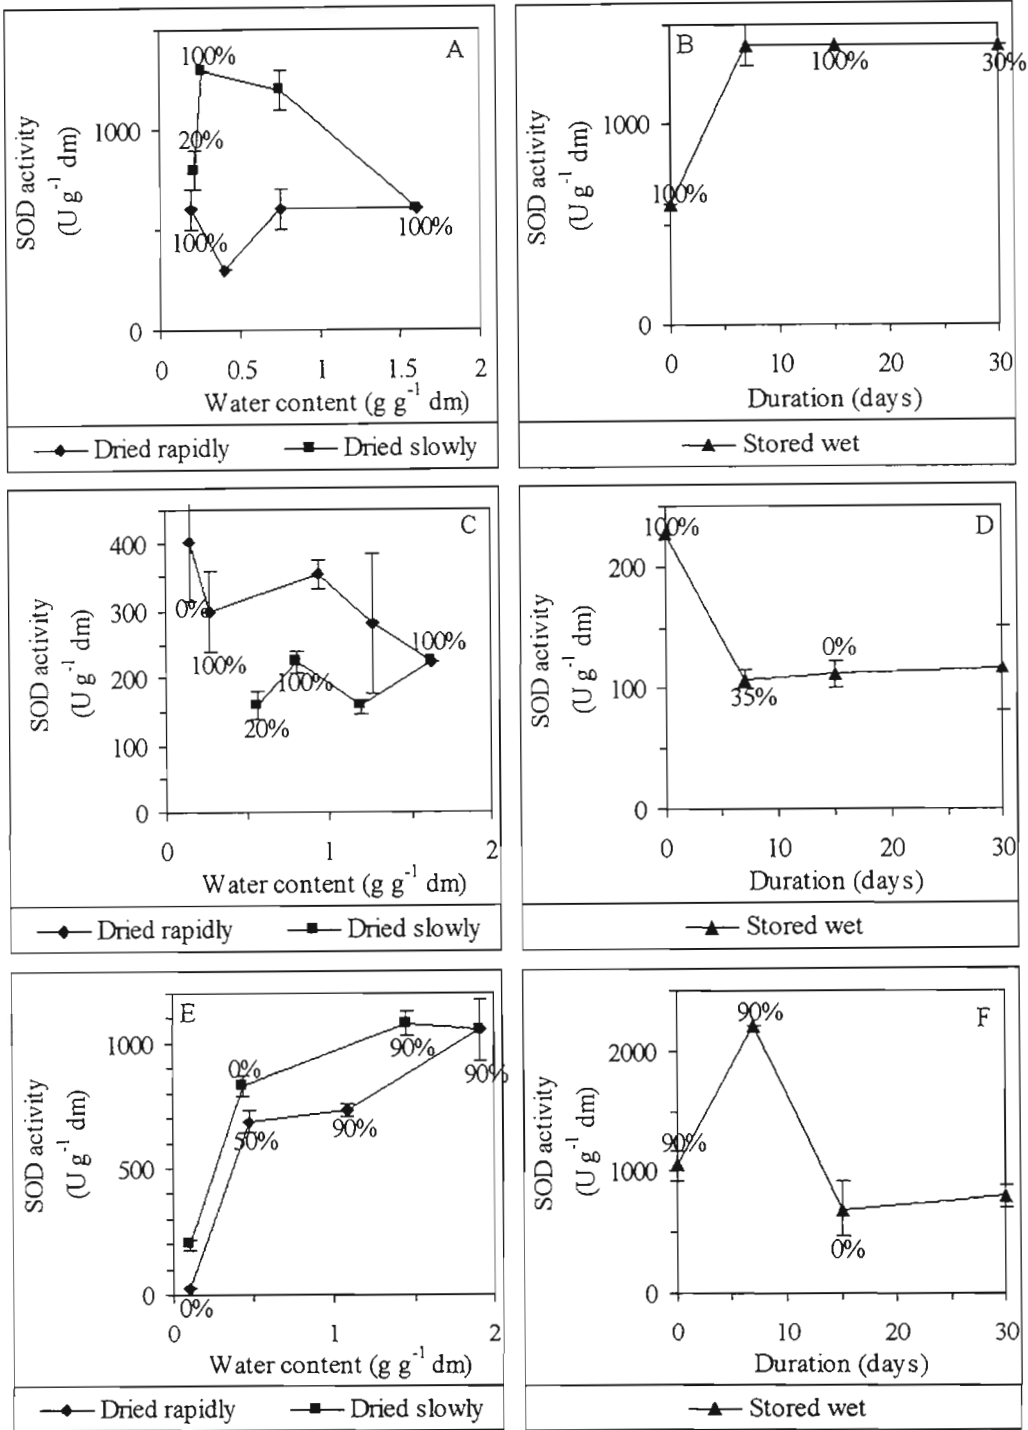 A
100%
20%
100%
100%
1000
0
SOD activity
(U g⁻¹ dm)
0 0.5 1 1.5 2
Water content (g g⁻¹ dm)
Dried rapidly Dried slowly
B
100%
30%
100%
1000
0
SOD activity
(U g⁻¹ dm)
0 10 20 30
Duration (days)
Stored wet
C
400
300
200
100
0
0%
100%
100%
100%
20%
SOD activity
(U g⁻¹ dm)
0 1 2
Water content (g g⁻¹ dm)
Dried rapidly Dried slowly
D
100%
200
0%
35%
100
0
SOD activity
(U g⁻¹ dm)
0 10 20 30
Duration (days)
Stored wet
E
1000
500
0
0%
90%
90%
50%
90%
0%
SOD activity
(U g⁻¹ dm)
0 1 2
Water content (g g⁻¹ dm)
Dried rapidly Dried slowly
F
90%
2000
90%
1000
0%
0
SOD activity
(U g⁻¹ dm)
0 10 20 30
Duration (days)
Stored wet